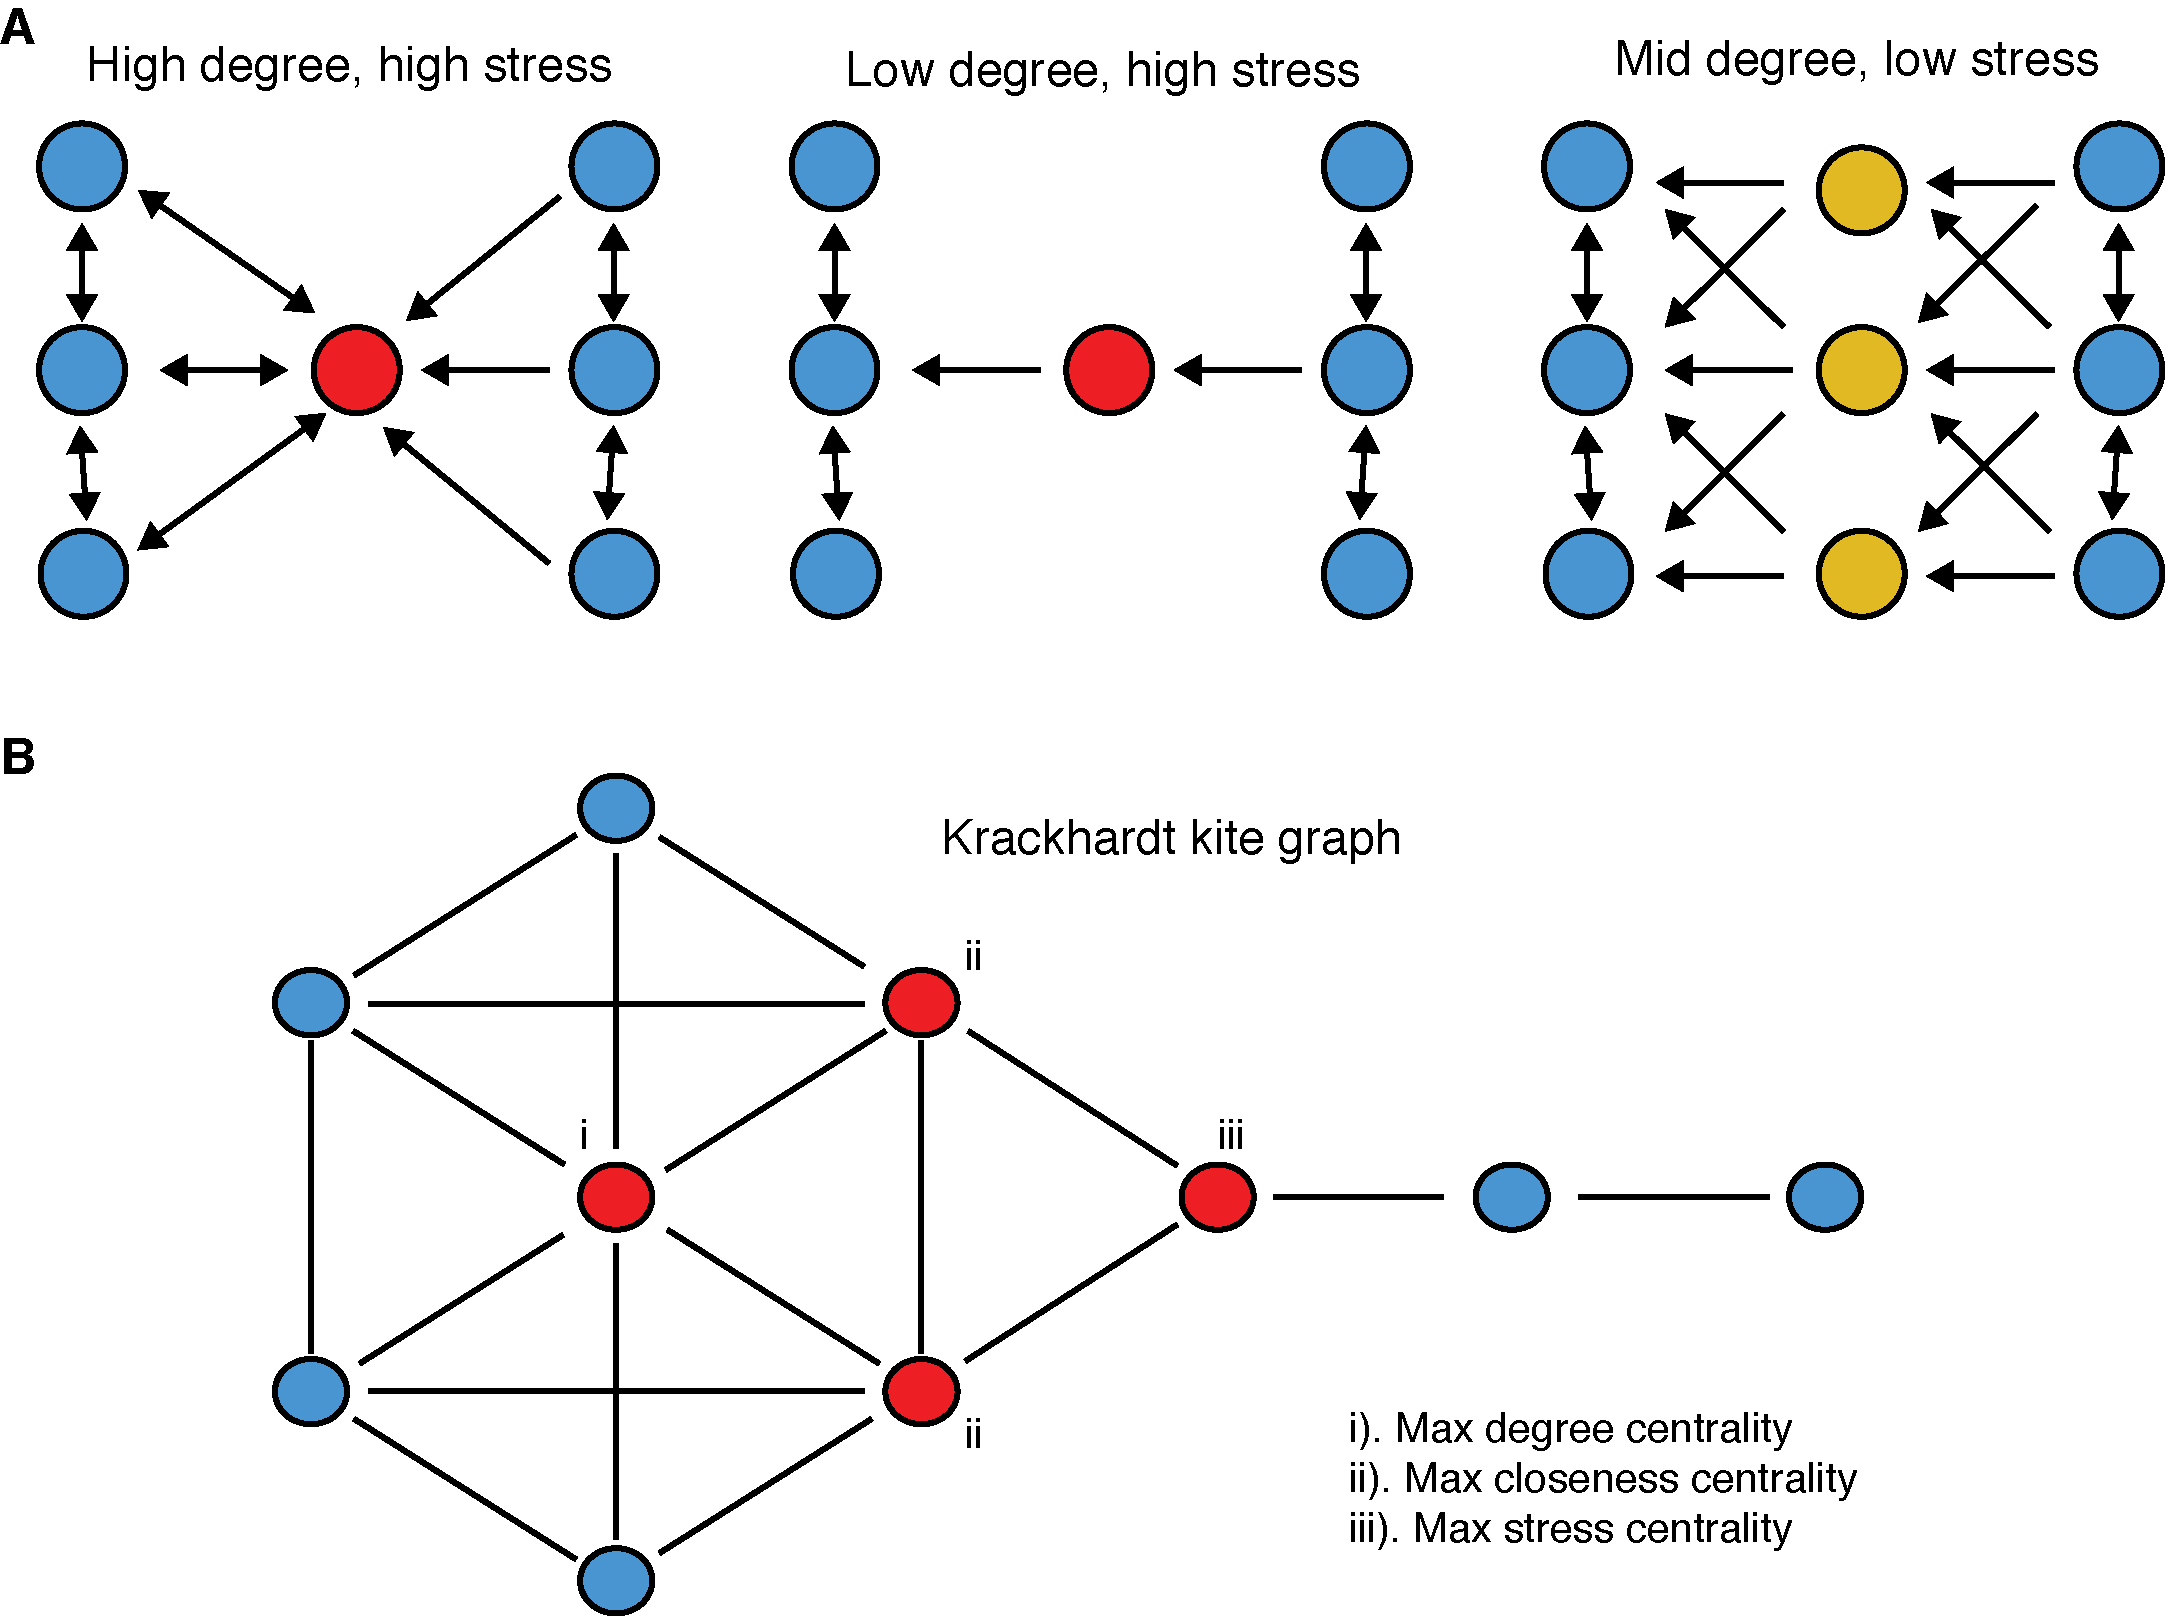 A
High degree, high stress
Low degree, high stress
Mid degree, low stress
B
Krackhardt kite graph
ii
i
iii
ii
i). Max degree centrality
ii). Max closeness centrality
iii). Max stress centrality